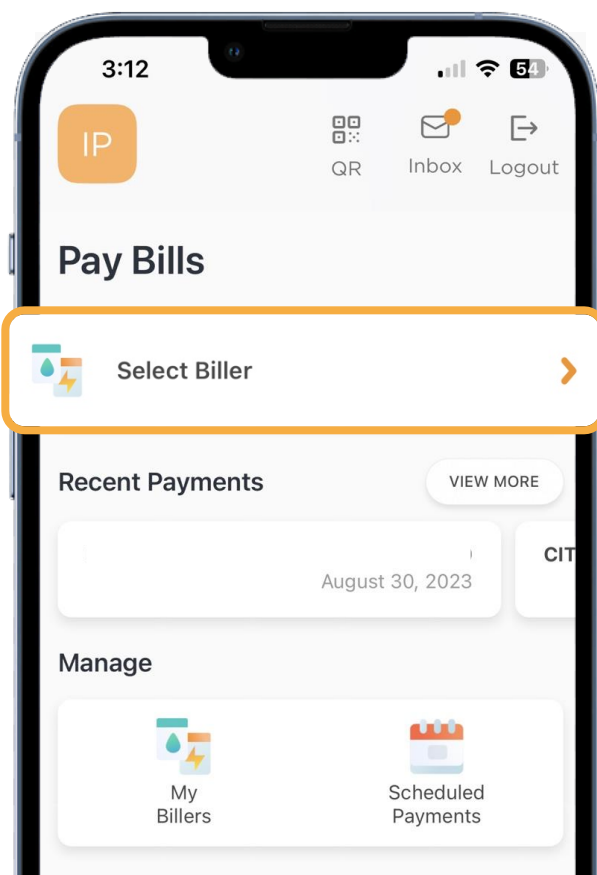 3:12
54
IP
QR
Inbox
Logout
Pay Bills
Select Biller
Recent Payments
VIEW MORE
August 30, 2023
CIT
Manage
My
Billers
Scheduled
Payments